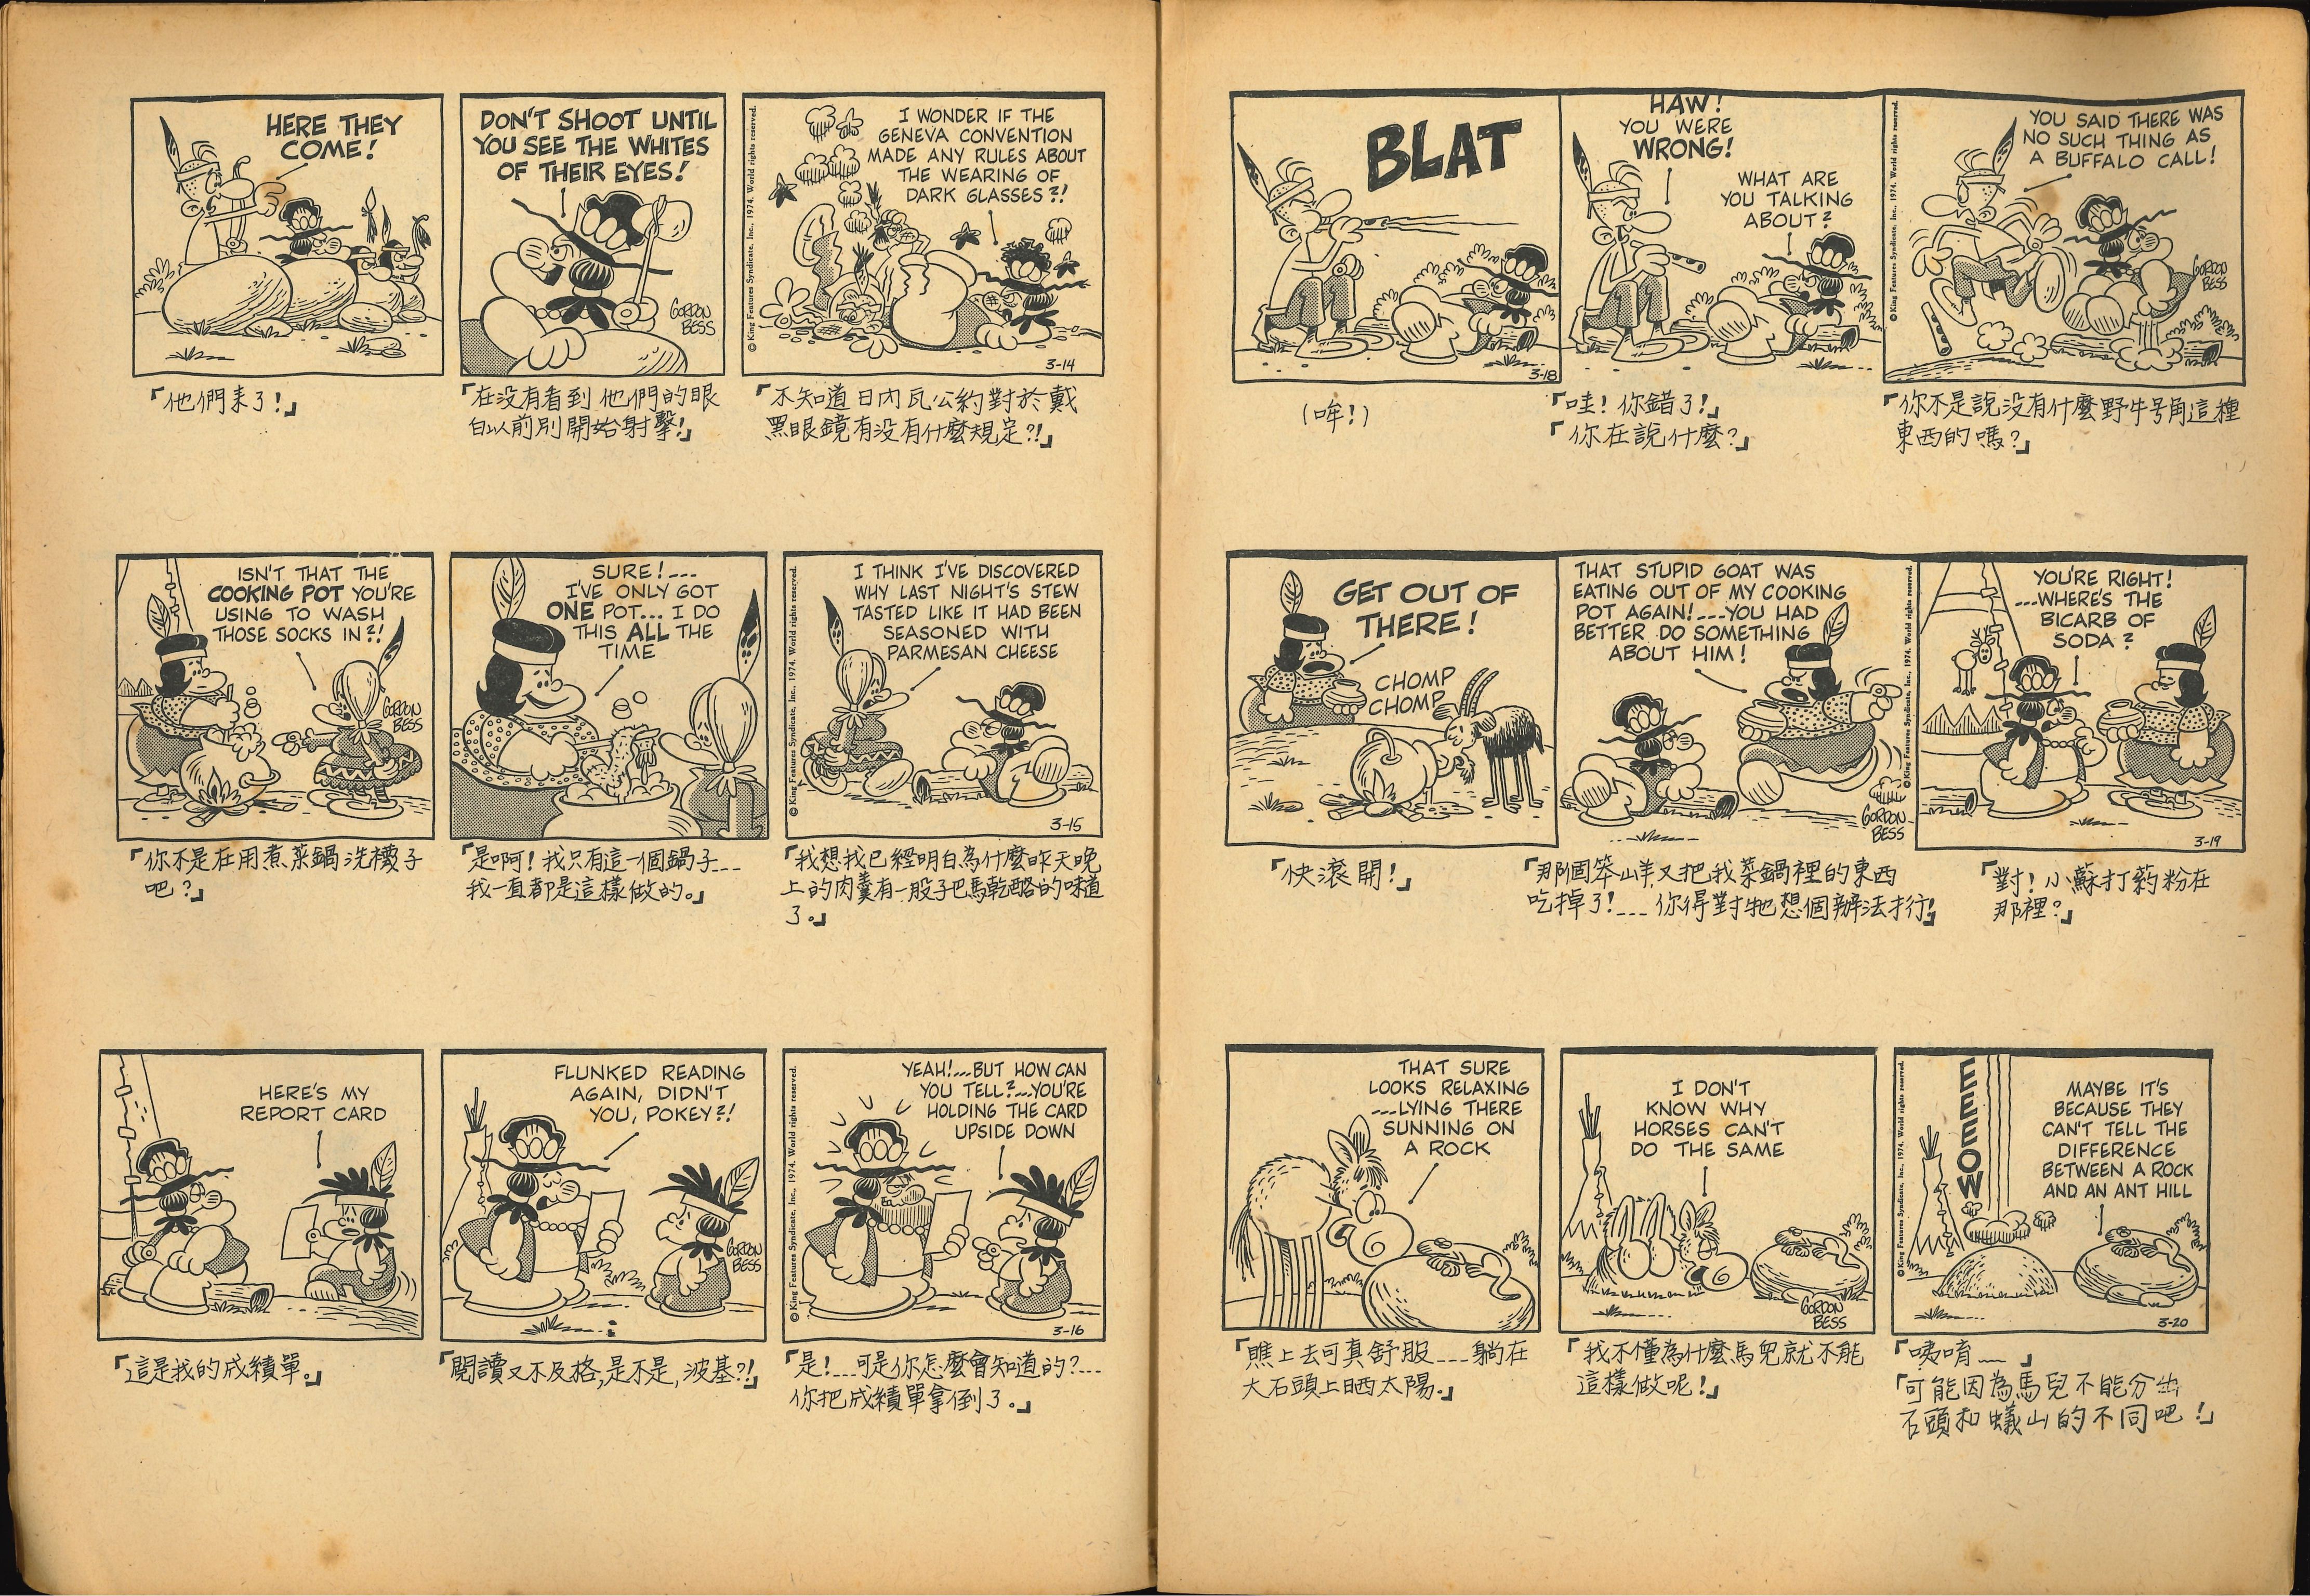 HERE THEY
COME!
DON'T SHOOT UNTIL
YOU SEE THE WHITES
OF THEIR EYES!
GORDON
BESS
© King Features Syndicate, Inc., 1974. World rights reserved.
I WONDER IF THE
GENEVA CONVENTION
MADE ANY RULES ABOUT
THE WEARING OF
DARK GLASSES?!
3-14
「他們来了!」
「在没有看到他們的眼
白以前別開始射擊!」
「不知道日内瓦公約對於戴
黑眼鏡有没有什麼規定?!」
ISN'T THAT THE
COOKING POT YOU'RE
USING TO WASH
THOSE SOCKS IN?!
GORDON
BESS
SURE!---
I'VE ONLY GOT
ONE POT... I DO
THIS ALL THE
TIME
© King Features Syndicate, Inc., 1974. World rights reserved.
I THINK I'VE DISCOVERED
WHY LAST NIGHT'S STEW
TASTED LIKE IT HAD BEEN
SEASONED WITH
PARMESAN CHEESE
3-15
「你不是在用煮菜鍋洗襪子
吧?」
「是啊!我只有這一個鍋子---
我一直都是這樣做的。」
「我想我已經明白為什麼昨天晚
上的肉羹有一股子巴馬乾酪的味道
了。」
HERE'S MY
REPORT CARD
FLUNKED READING
AGAIN, DIDN'T
YOU, POKEY?!
GORDON
BESS
© King Features Syndicate, Inc., 1974. World rights reserved.
YEAH!...BUT HOW CAN
YOU TELL?...YOU'RE
HOLDING THE CARD
UPSIDE DOWN
3-16
「這是我的成績單。」
「閱讀又不及格,是不是,波基?!」
「是!---可是你怎麼會知道的?---
你把成績單拿倒了。」
BLAT
3-18
HAW!
YOU WERE
WRONG!
WHAT ARE
YOU TALKING
ABOUT?
© King Features Syndicate, Inc., 1974. World rights reserved.
YOU SAID THERE WAS
NO SUCH THING AS
A BUFFALO CALL!
GORDON
BESS
(哞!)
「哇!你錯了!」
「你在說什麼?」
「你不是說没有什麼野牛号角這種
東西的嗎?」
GET OUT OF
THERE!
CHOMP
CHOMP
THAT STUPID GOAT WAS
EATING OUT OF MY COOKING
POT AGAIN!---YOU HAD
BETTER DO SOMETHING
ABOUT HIM!
GORDON
BESS
© King Features Syndicate, Inc., 1974. World rights reserved.
YOU'RE RIGHT!
---WHERE'S THE
BICARB OF
SODA?
3-19
「快滾開!」
「那個笨山羊又把我菜鍋裡的東西
吃掉了!---你得對牠想個辦法才行!」
「對!小蘇打葯粉在
那裡?」
THAT SURE
LOOKS RELAXING
---LYING THERE
SUNNING ON
A ROCK
I DON'T
KNOW WHY
HORSES CAN'T
DO THE SAME
GORDON
BESS
© King Features Syndicate, Inc., 1974. World rights reserved.
WOWEEE
MAYBE IT'S
BECAUSE THEY
CAN'T TELL THE
DIFFERENCE
BETWEEN A ROCK
AND AN ANT HILL
3-20
「瞧上去可真舒服---躺在
大石頭上晒太陽。」
「我不懂為什麼馬兒就不能
這樣做呢!」
「咦唷---」
「可能因為馬兒不能分出
石頭和蟻山的不同吧!」